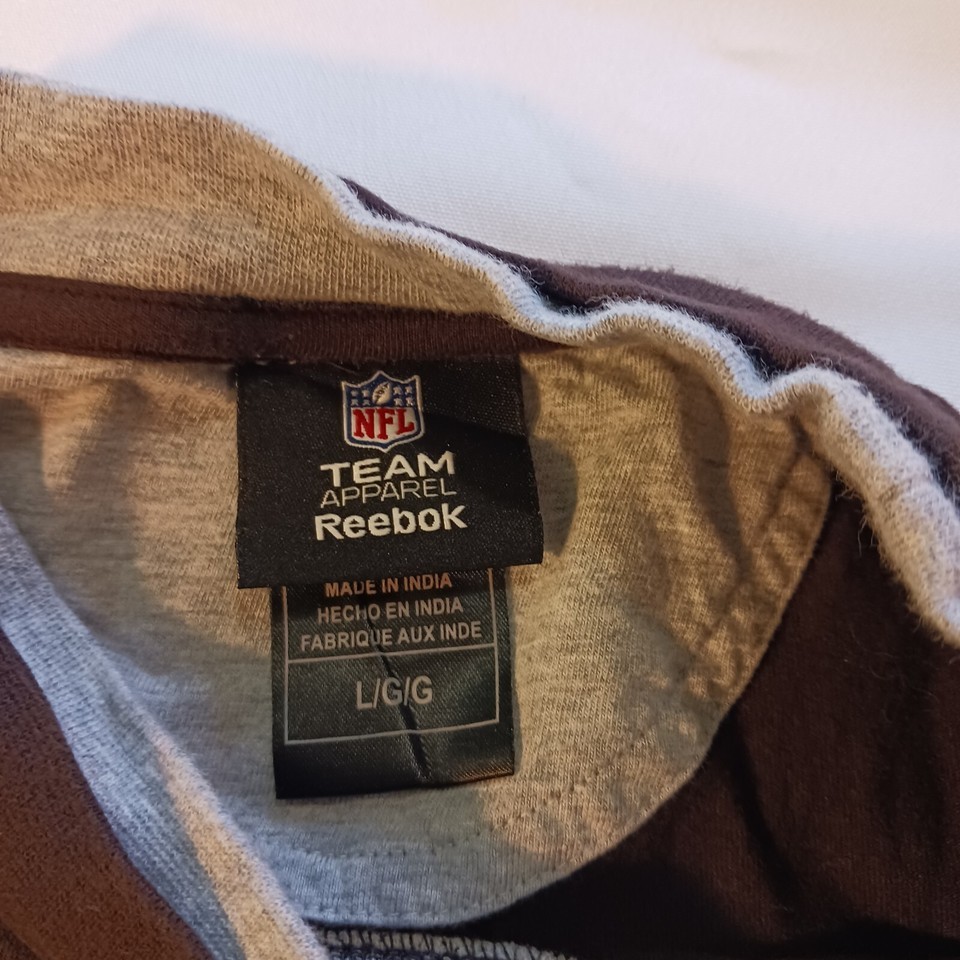 NFL
TEAM
APPAREL
Reebok
MADE IN INDIA
HECHO EN INDIA
FABRIQUE AUX INDE
L/G/G